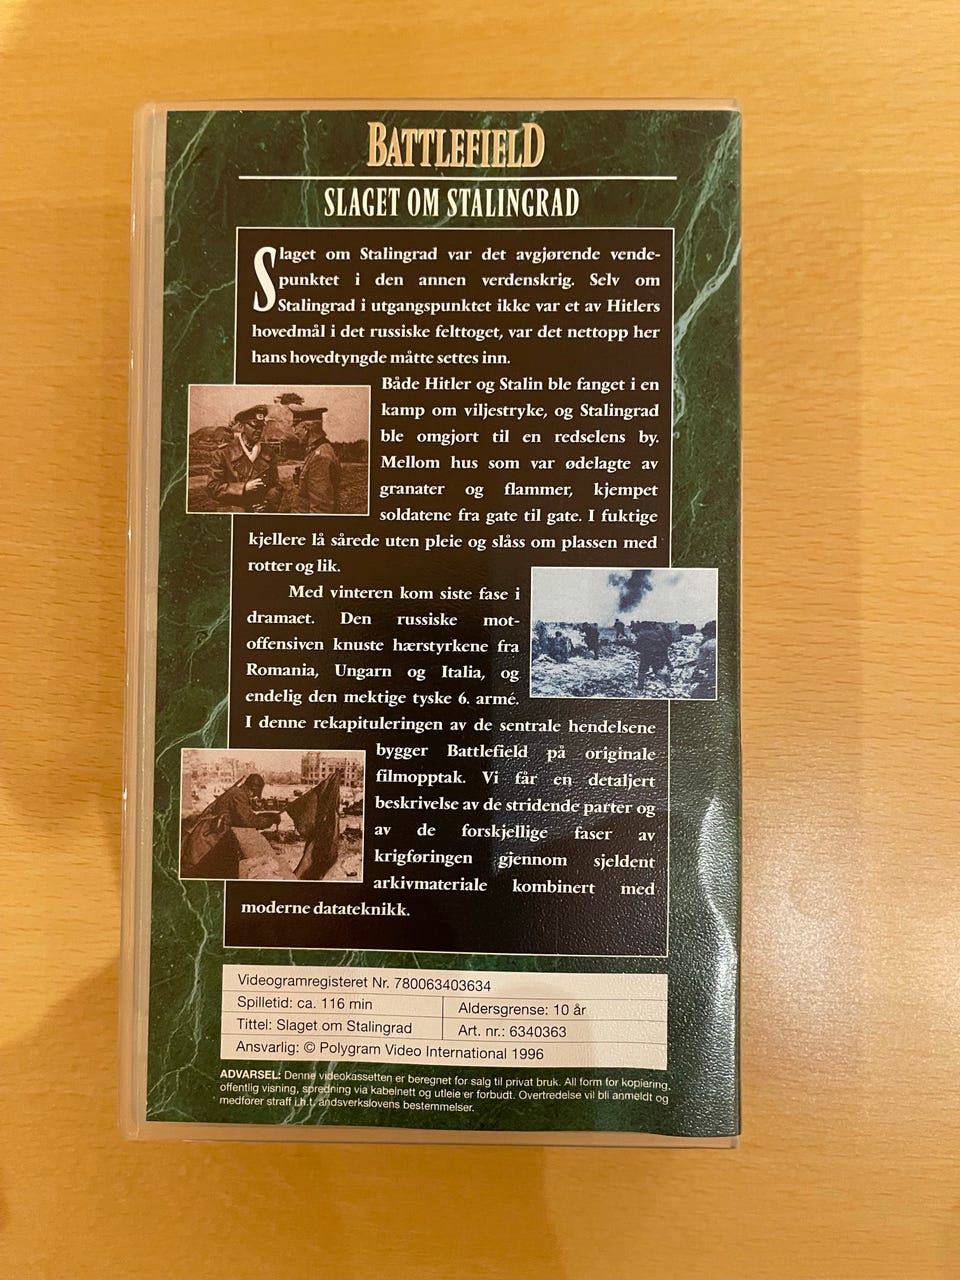 BATTLEFIELD
SLAGET OM STALINGRAD
Slaget om Stalingrad var det avgjørende vende-
punktet i den annen verdenskrig. Selv om
Stalingrad i utgangspunktet ikke var et av Hitlers
hovedmål i det russiske felttoget, var det nettopp her
hans hovedtyngde måtte settes inn.
Både Hitler og Stalin ble fanget i en
kamp om viljestryke, og Stalingrad
ble omgjort til en redselens by.
Mellom hus som var ødelagte av
granater og flammer, kjempet
soldatene fra gate til gate. I fuktige
kjellere lå sårede uten pleie og slåss om plassen med
rotter og lik.
Med vinteren kom siste fase i
dramaet. Den russiske mot-
offensiven knuste hærstyrkene fra
Romania, Ungarn og Italia, og
endelig den mektige tyske 6. armé.
I denne rekapituleringen av de sentrale hendelsene
bygger Battlefield på originale
filmopptak. Vi får en detaljert
beskrivelse av de stridende parter og
av de forskjellige faser av
krigføringen gjennom sjeldent
arkivmateriale kombinert med
moderne datateknikk.
Videogramregisteret Nr. 780063403634
Spilletid: ca. 116 min Aldersgrense: 10 år
Tittel: Slaget om Stalingrad Art. nr.: 6340363
Ansvarlig: © Polygram Video International 1996
ADVARSEL: Denne videokassetten er beregnet for salg til privat bruk. All form for kopiering,
offentlig visning, spredning via kabelnett og utleie er forbudt. Overtredelse vil bli anmeldt og
medfører straff i.h.t. åndsverkslovens bestemmelser.